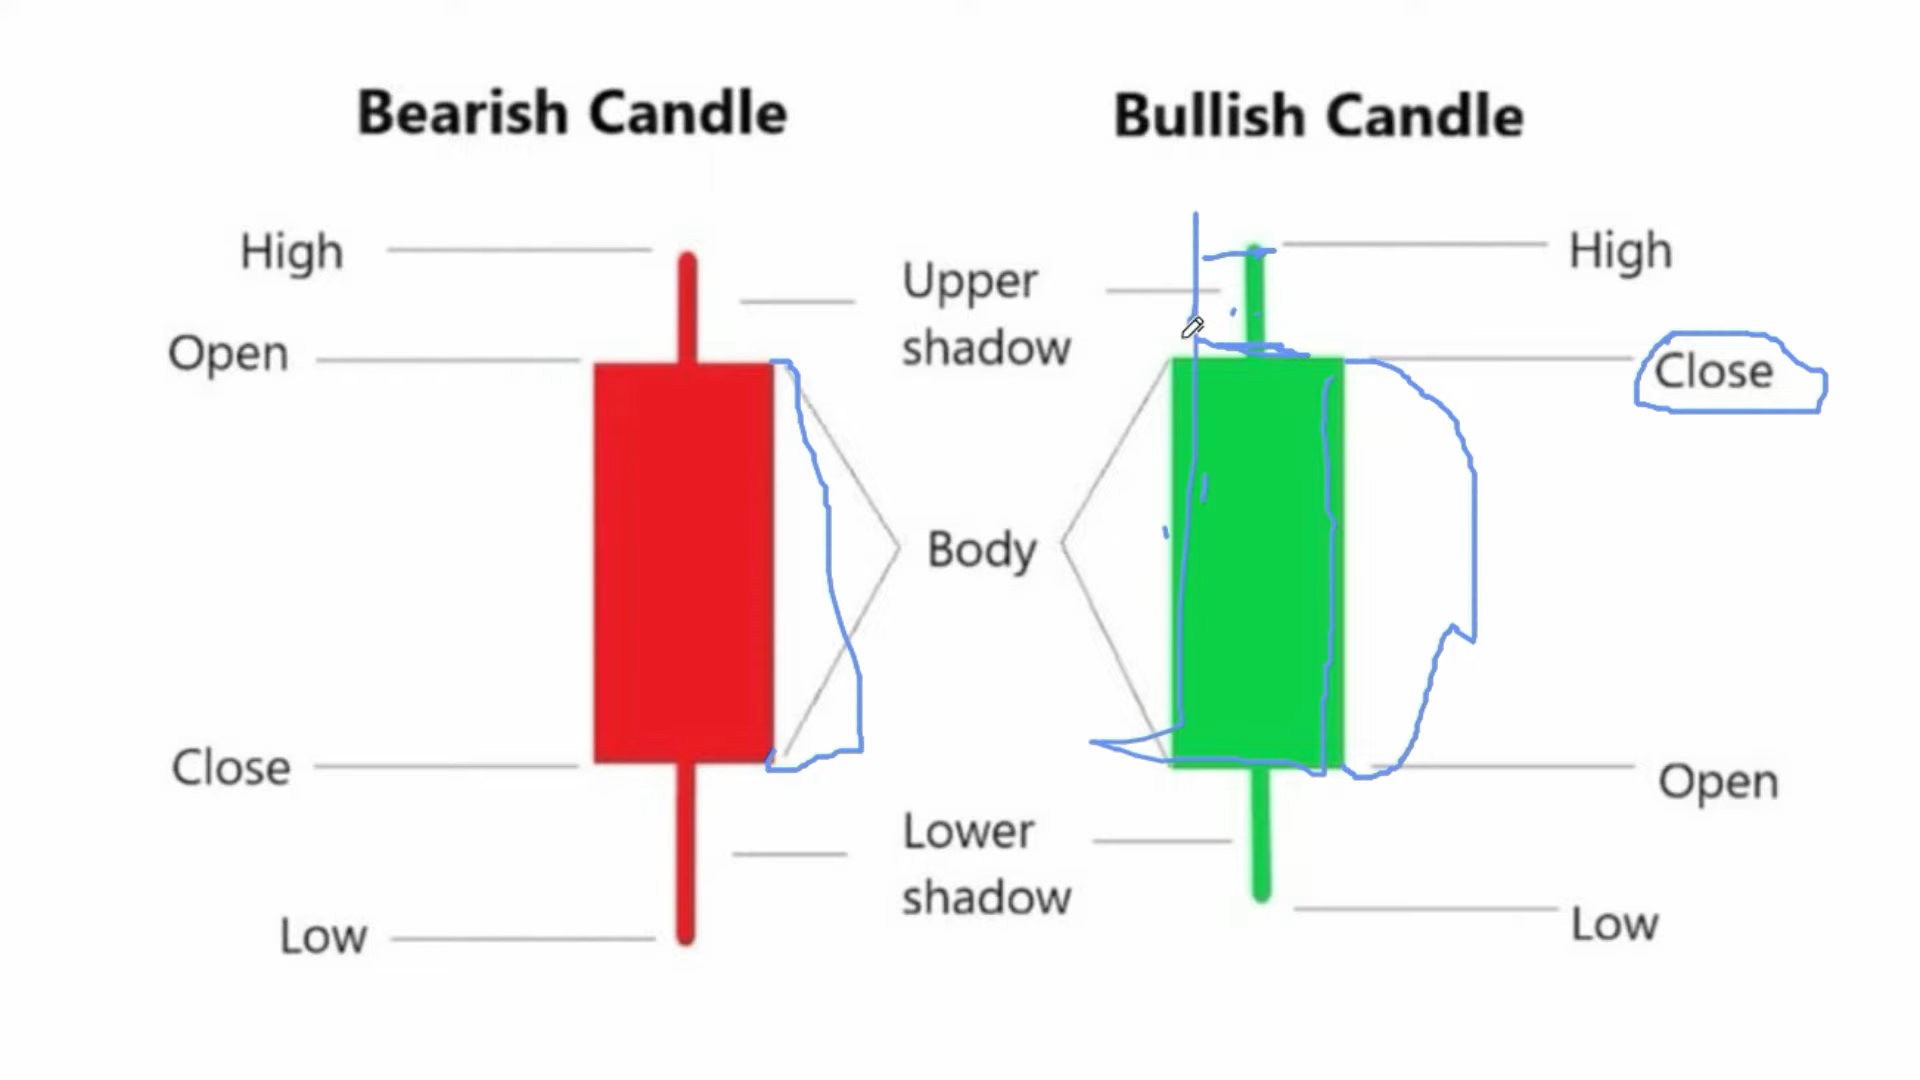 Bearish Candle
Bullish Candle
High
Open
Close
Low
Upper
shadow
Body
Lower
shadow
High
Close
Open
Low